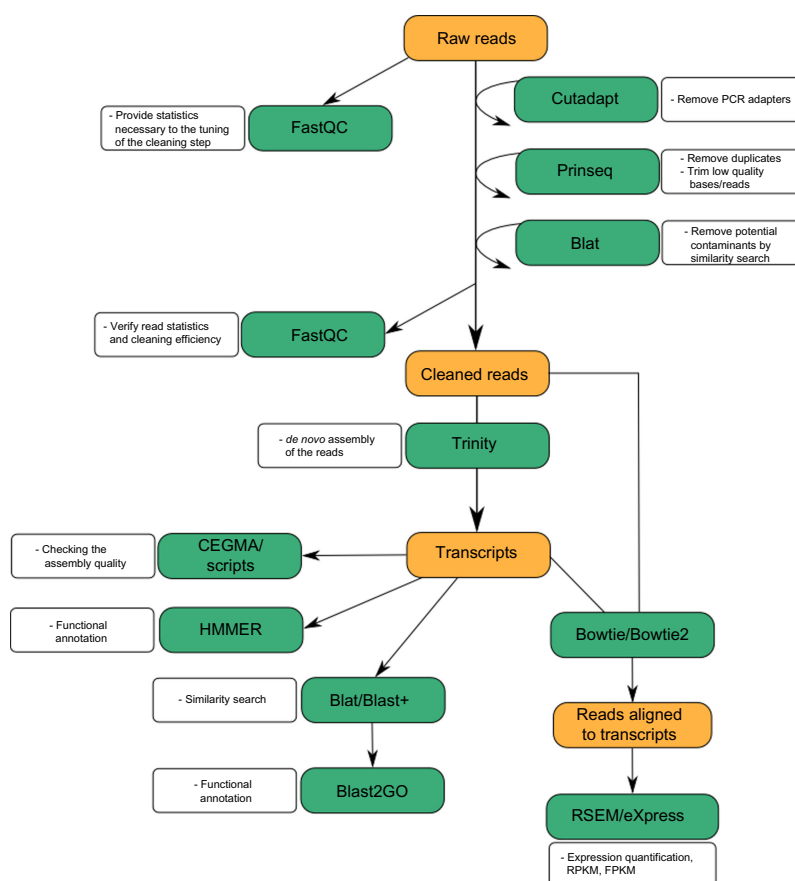 Raw reads
Cutadapt
- Remove PCR adapters
- Provide statistics
necessary to the tuning
of the cleaning step
FastQC
Prinseq
- Remove duplicates
- Trim low quality
bases/reads
Blat
- Remove potential
contaminants by
similarity search
- Verify read statistics
and cleaning efficiency
FastQC
Cleaned reads
- de novo assembly
of the reads
Trinity
- Checking the
assembly quality
CEGMA/
scripts
Transcripts
- Functional
annotation
HMMER
Bowtie/Bowtie2
- Similarity search
Blat/Blast+
Reads aligned
to transcripts
- Functional
annotation
Blast2GO
RSEM/eXpress
- Expression quantification,
RPKM, FPKM